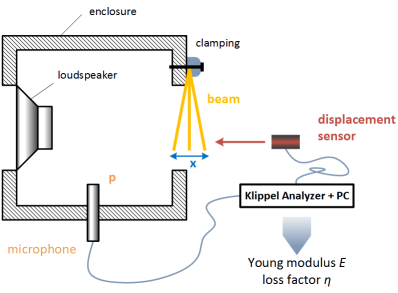 enclosure
clamping
loudspeaker
beam
displacement
sensor
x
p
Klippel Analyzer + PC
microphone
Young modulus E
loss factor η